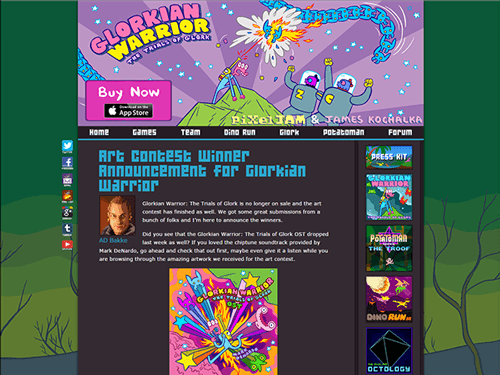 GLORKIAN
WARRIOR
THE TRIALS OF GLORK
Buy Now
Download on the
App Store
PiXelJAM & JAMES KOCHALKA
Home Games Team Dino Run Glork Potatoman Forum
Art Contest Winner
Announcement for Glorkian
Warrior
Glorkian Warrior: The Trials of Glork is no longer on sale and the art
contest has finished as well. We got some great submissions from a
bunch of folks and I'm here to announce the winners.
AD Bakke
Did you see that the Glorkian Warrior: The Trials of Glork OST dropped
last week as well? If you loved the chiptune soundtrack provided by
Mark DeNardo, go ahead and check that out first, maybe even give it a listen while you
are browsing through the amazing artwork we received for the art contest.
GLORKIAN WARRIOR
THE TRIALS OF GLORK
OST
PRESS KIT
GLORKIAN
WARRIOR
POTATOMAN
SEEKS
THE TROOF
DINO RUN
OCTOLOGY